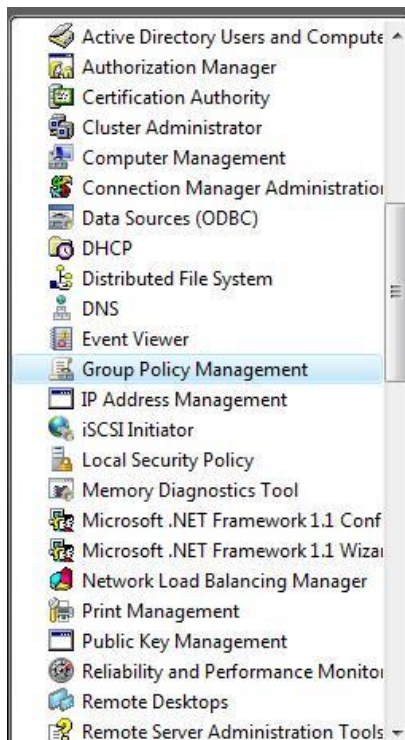 Active Directory Users and Compute
Authorization Manager
Certification Authority
Cluster Administrator
Computer Management
Connection Manager Administration
Data Sources (ODBC)
DHCP
Distributed File System
DNS
Event Viewer
Group Policy Management
IP Address Management
iSCSI Initiator
Local Security Policy
Memory Diagnostics Tool
Microsoft .NET Framework 1.1 Conf
Microsoft .NET Framework 1.1 Wizar
Network Load Balancing Manager
Print Management
Public Key Management
Reliability and Performance Monitor
Remote Desktops
Remote Server Administration Tools